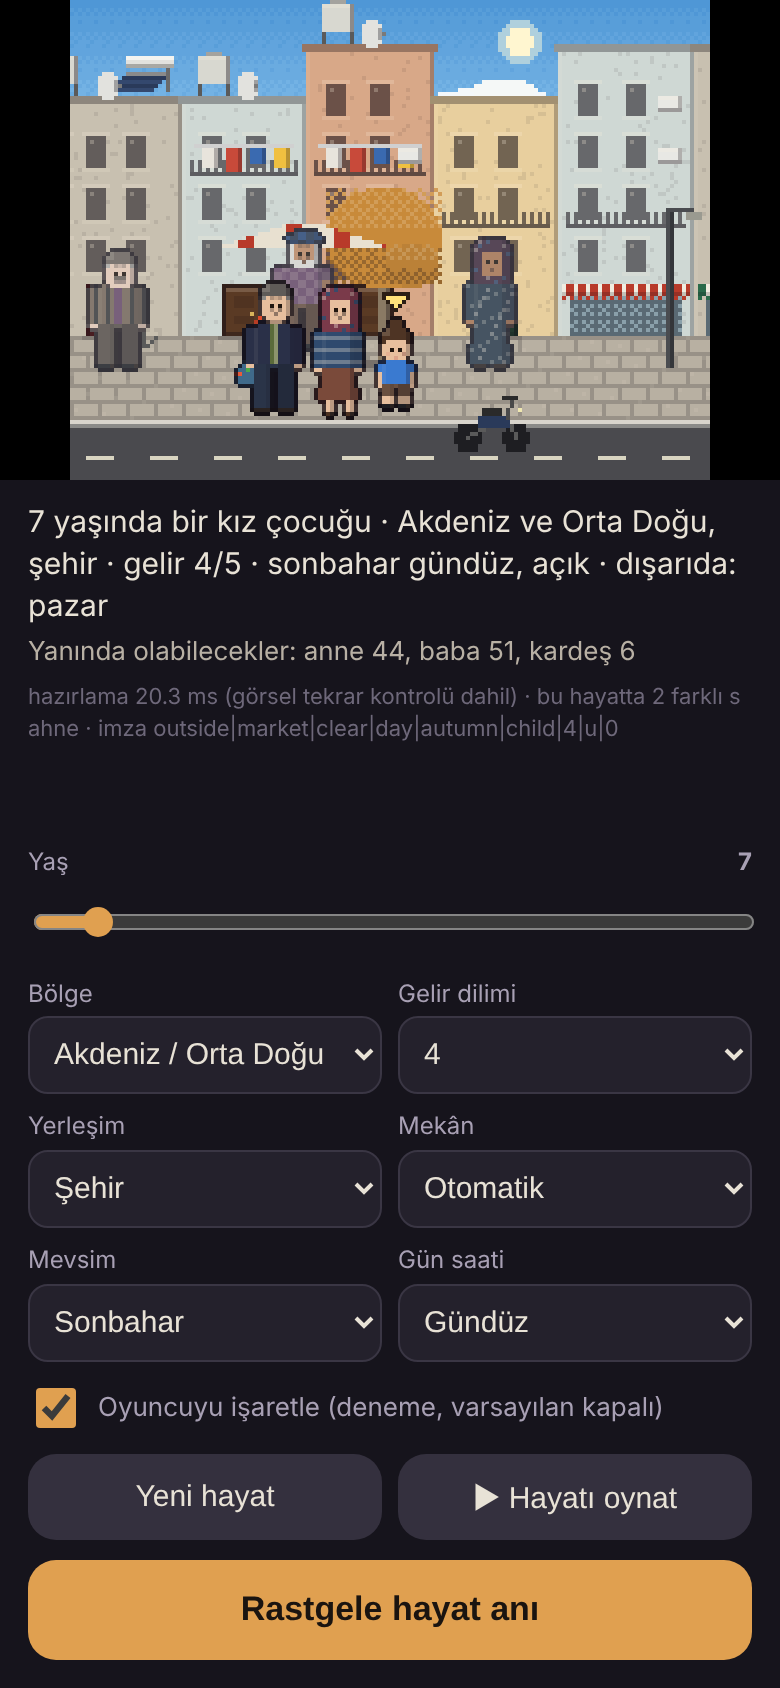 7 yaşında bir kız çocuğu · Akdeniz ve Orta Doğu,
şehir · gelir 4/5 · sonbahar gündüz, açık · dışarıda:
pazar
Yanında olabilecekler: anne 44, baba 51, kardeş 6
hazırlama 20.3 ms (görsel tekrar kontrolü dahil) · bu hayatta 2 farklı s
ahne · imza outside|market|clear|day|autumn|child|4|u|0
Yaş 7
Bölge Gelir dilimi
Akdeniz / Orta Doğu 4
Yerleşim Mekân
Şehir Otomatik
Mevsim Gün saati
Sonbahar Gündüz
Oyuncuyu işaretle (deneme, varsayılan kapalı)
Yeni hayat ▶ Hayatı oynat
Rastgele hayat anı